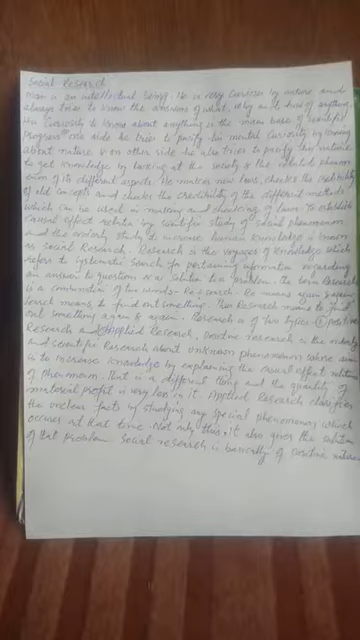 Social Research
Man is an intellectual being. He is very curious by nature and
always tries to know the answers of what, why and how of anything.
His curiosity to know about anything is the main base of scientific
progress one side he tries to purify his mental curiosity by knowing
about nature & on other side he also tries to purify his
to get knowledge by looking at the society & the related phenom
enon of its different aspects. He makes new laws, checks the
of old concepts and checks the credibility of the different methods
which can be used in making and checking of laws. To establish
causal effect relation of scientific study of social phenomenon
and the orderly study to increase human knowledge is known
as social Research. Research is the voyages of knowledge which
refers to systematic search for pertaining information regarding
an answer to question or a solution to a problem. The term Research
is a combination of two words- Re+search. Re means again & again
search means to find out something. Thus Research means to find
out something again & again. Research is of two types ① positive
Research and ② Applied Research, positive research is the orderly
and scientific Research about unknown phenomenon whose aim
is to increase knowledge by explaining the causal effect relation
of phenomenon. That is a different thing and the quantity of
material profit is very less in it. Applied Research clarifies
the unclear facts by studying any special phenomenon which
occurs at that time. Not only this, it also gives the solution
of that problem. Social research is basically of positive nature